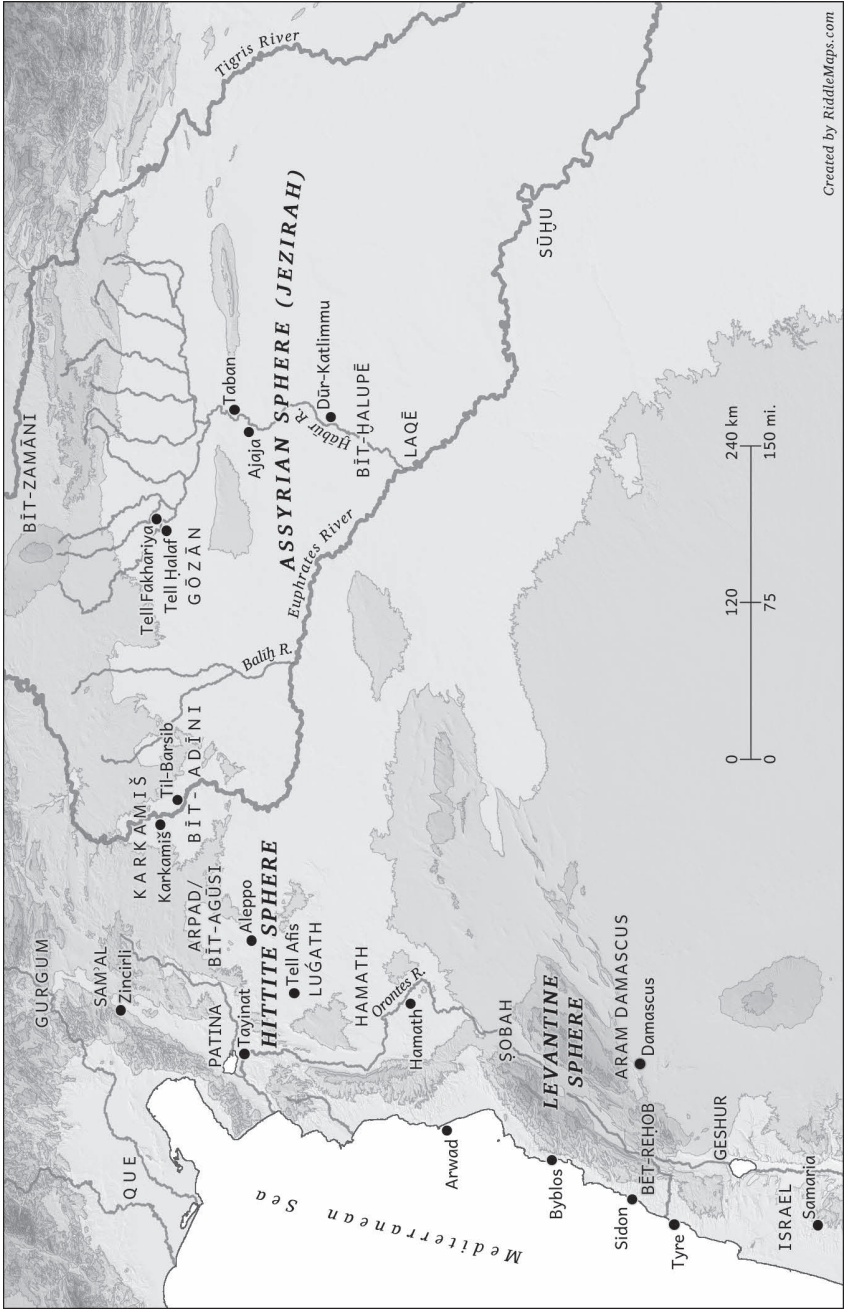 Tigris River
BĪT-ZAMĀNI
Tell Fakhariya
Tell Ḥalaf
GŌZĀN
Taban
Ajaja
ASSYRIAN SPHERE (JEZIRAH)
Dūr-Katlimmu
Ḫābūr R.
BĪT-ḪALUPĒ
LAQĒ
SŪḪU
Euphrates River
Balīḫ R.
KARKAMIŠ
Karkamiš
Til-Barsib
BĪT-ADĪNI
GURGUM
SAM'AL
Zincirli
ARPAD/
BĪT-AGŪSI
Aleppo
HITTITE SPHERE
Tell Afis
LUǴATH
PATINA
Tayinat
QUE
HAMATH
Orontes R.
Hamath
ṢOBAH
LEVANTINE
SPHERE
ARAM DAMASCUS
Damascus
Mediterranean Sea
Arwad
Byblos
Sidon
BĒT-REḤOB
Tyre
GESHUR
ISRAEL
Samaria
0 120 240 km
0 75 150 mi.
Created by RiddleMaps.com